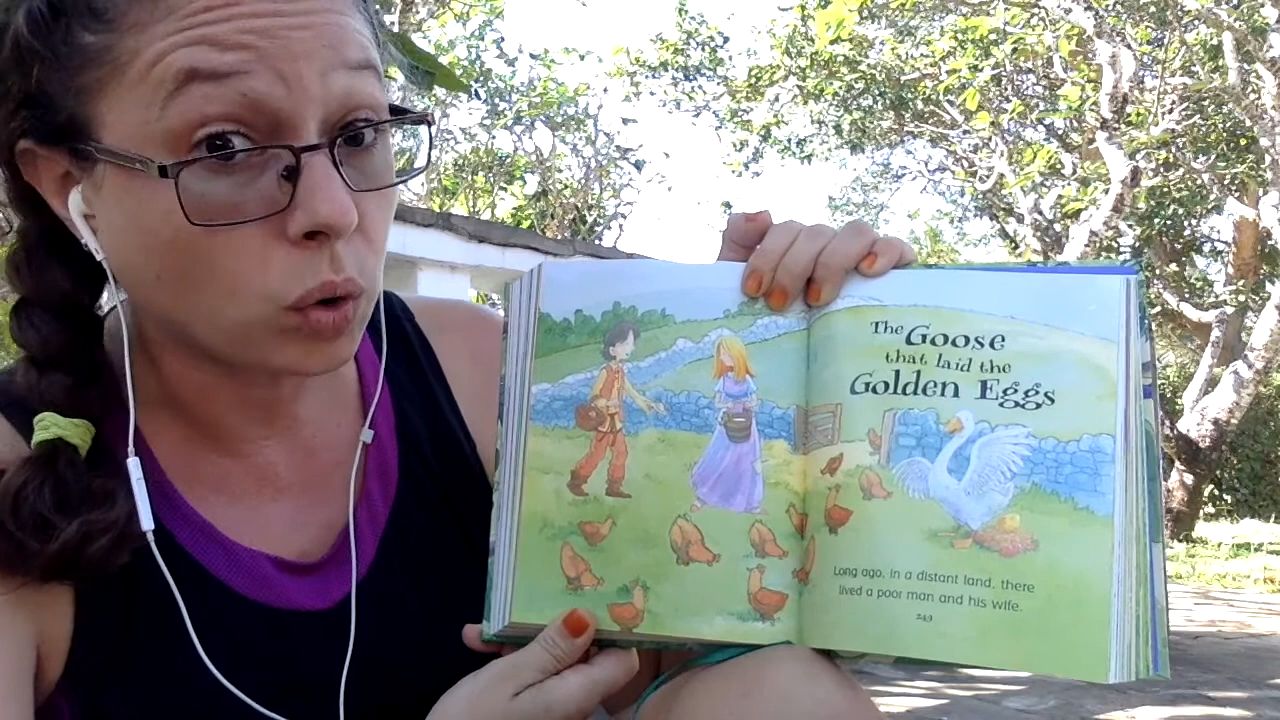 The Goose
that laid the
Golden Eggs
Long ago, in a distant land, there
lived a poor man and his wife.
243